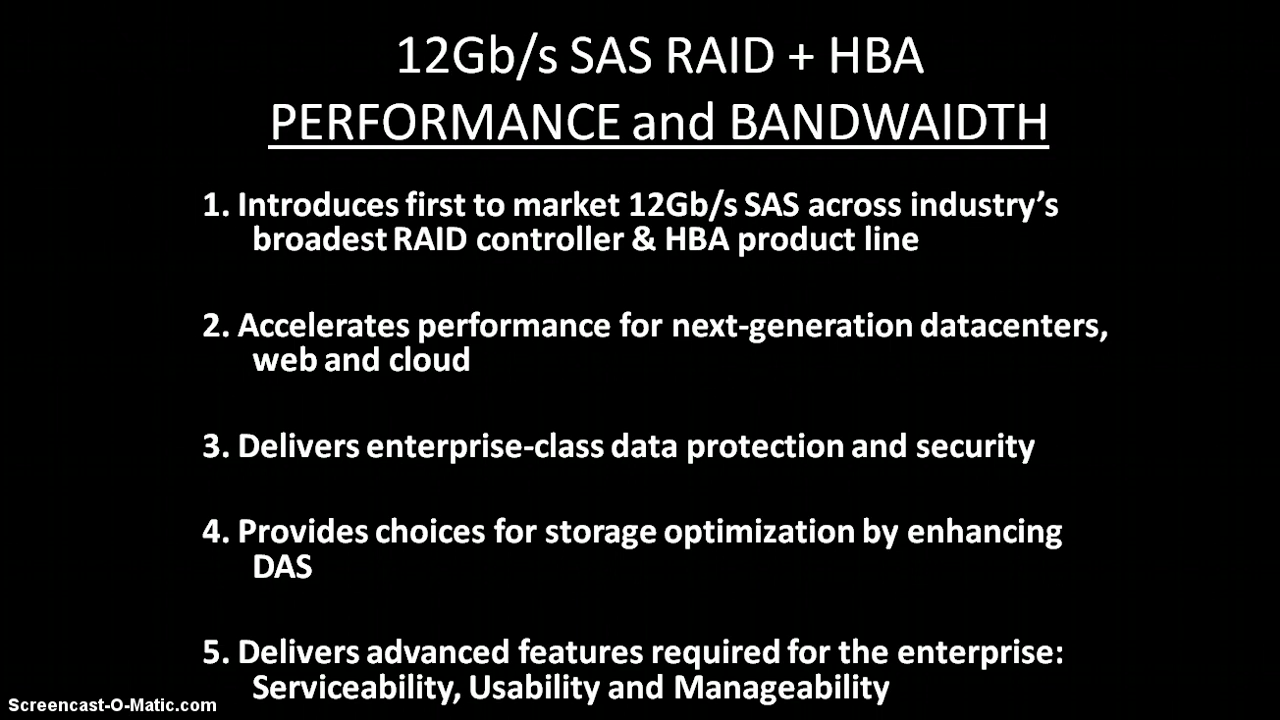 12Gb/s SAS RAID + HBA
PERFORMANCE and BANDWAIDTH
1. Introduces first to market 12Gb/s SAS across industry’s
broadest RAID controller & HBA product line
2. Accelerates performance for next-generation datacenters,
web and cloud
3. Delivers enterprise-class data protection and security
4. Provides choices for storage optimization by enhancing
DAS
5. Delivers advanced features required for the enterprise:
Serviceability, Usability and Manageability
Screencast-O-Matic.com